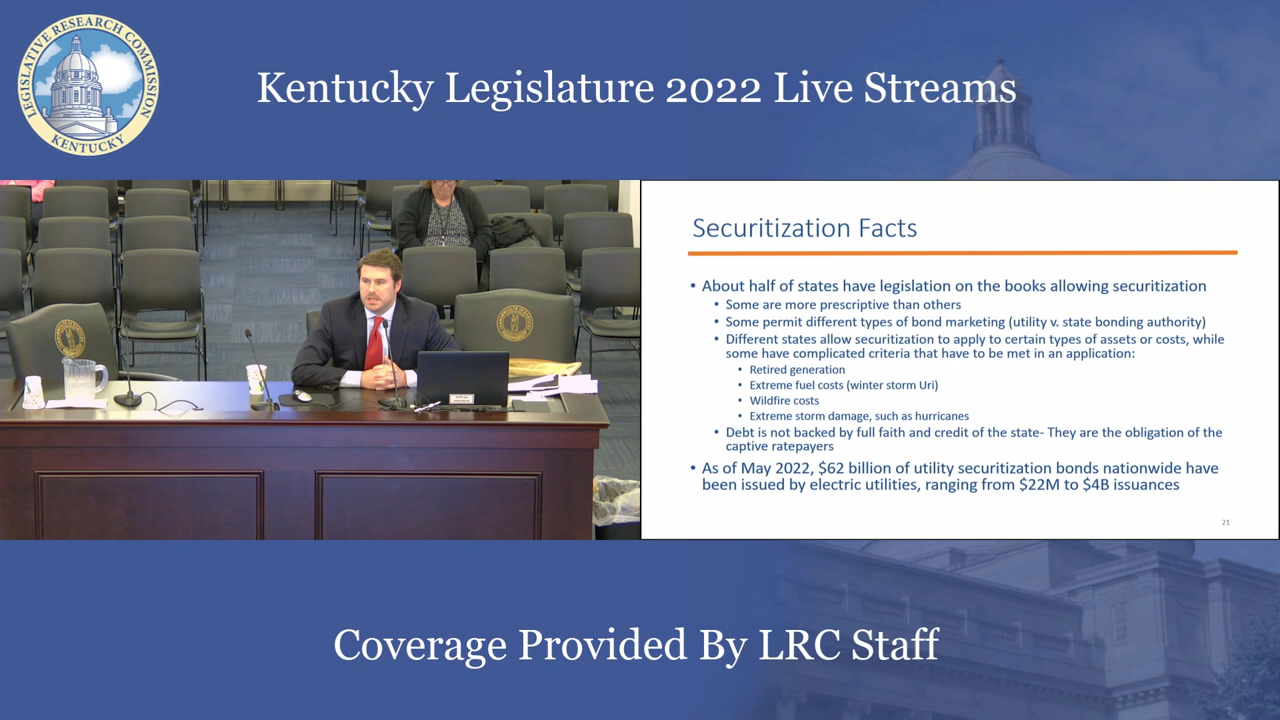 LEGISLATIVE RESEARCH COMMISSION
KENTUCKY
Kentucky Legislature 2022 Live Streams
Securitization Facts
• About half of states have legislation on the books allowing securitization
• Some are more prescriptive than others
• Some permit different types of bond marketing (utility v. state bonding authority)
• Different states allow securitization to apply to certain types of assets or costs, while
some have complicated criteria that have to be met in an application:
• Retired generation
• Extreme fuel costs (winter storm Uri)
• Wildfire costs
• Extreme storm damage, such as hurricanes
• Debt is not backed by full faith and credit of the state- They are the obligation of the
captive ratepayers
• As of May 2022, $62 billion of utility securitization bonds nationwide have
been issued by electric utilities, ranging from $22M to $4B issuances
21
Coverage Provided By LRC Staff